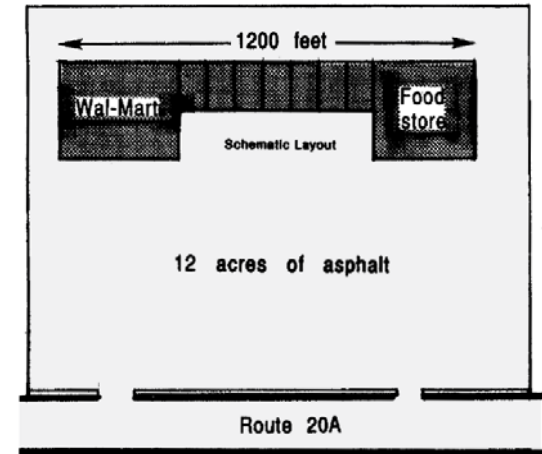 1200 feet
Wal-Mart
Food
store
Schematic Layout
12 acres of asphalt
Route 20A